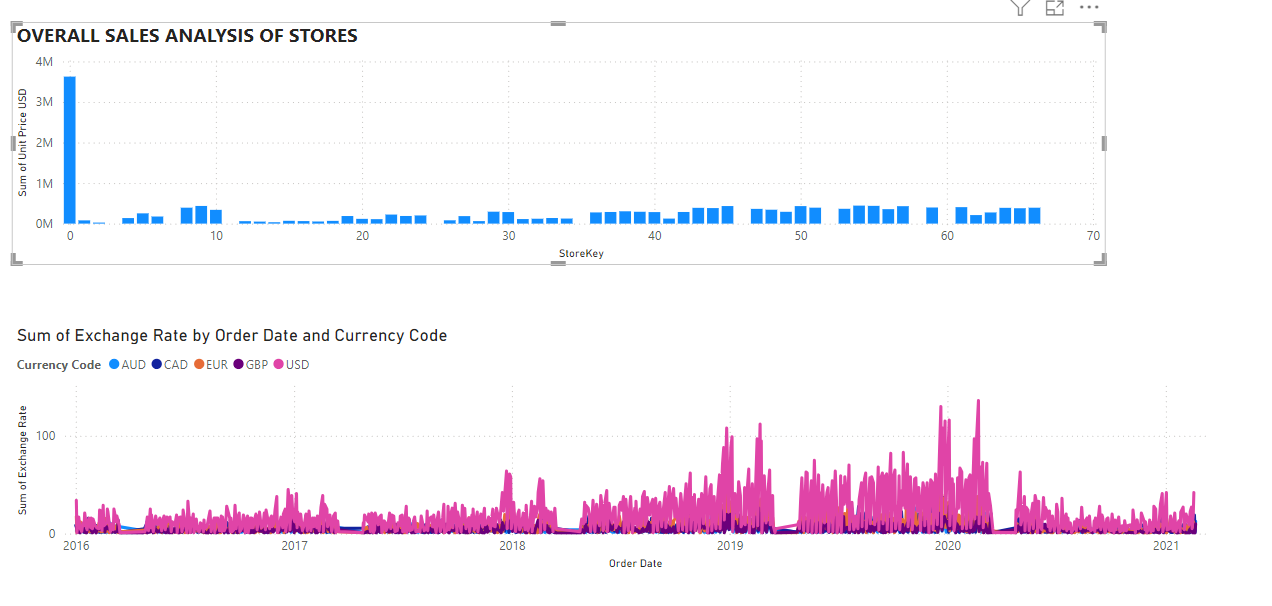 OVERALL SALES ANALYSIS OF STORES
4M
3M
2M
1M
0M
Sum of Unit Price USD
0 10 20 30 40 50 60 70
StoreKey
Sum of Exchange Rate by Order Date and Currency Code
Currency Code AUD CAD EUR GBP USD
100
0
Sum of Exchange Rate
2016 2017 2018 2019 2020 2021
Order Date